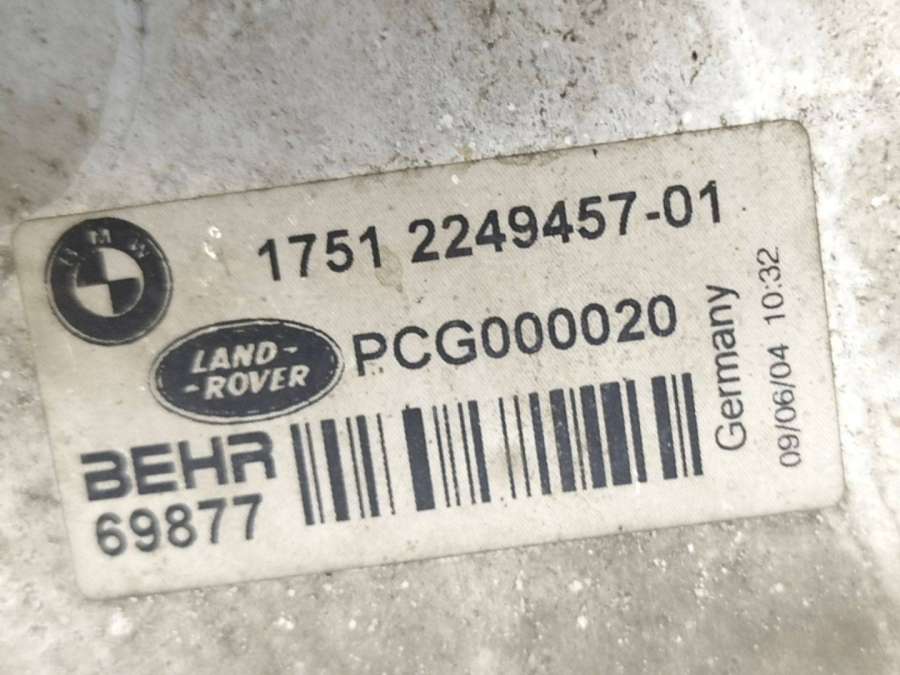 BMW
1751 2249457-01
LAND-
-ROVER
PCG000020
BEHR
69877
Germany
09/06/04 10:32